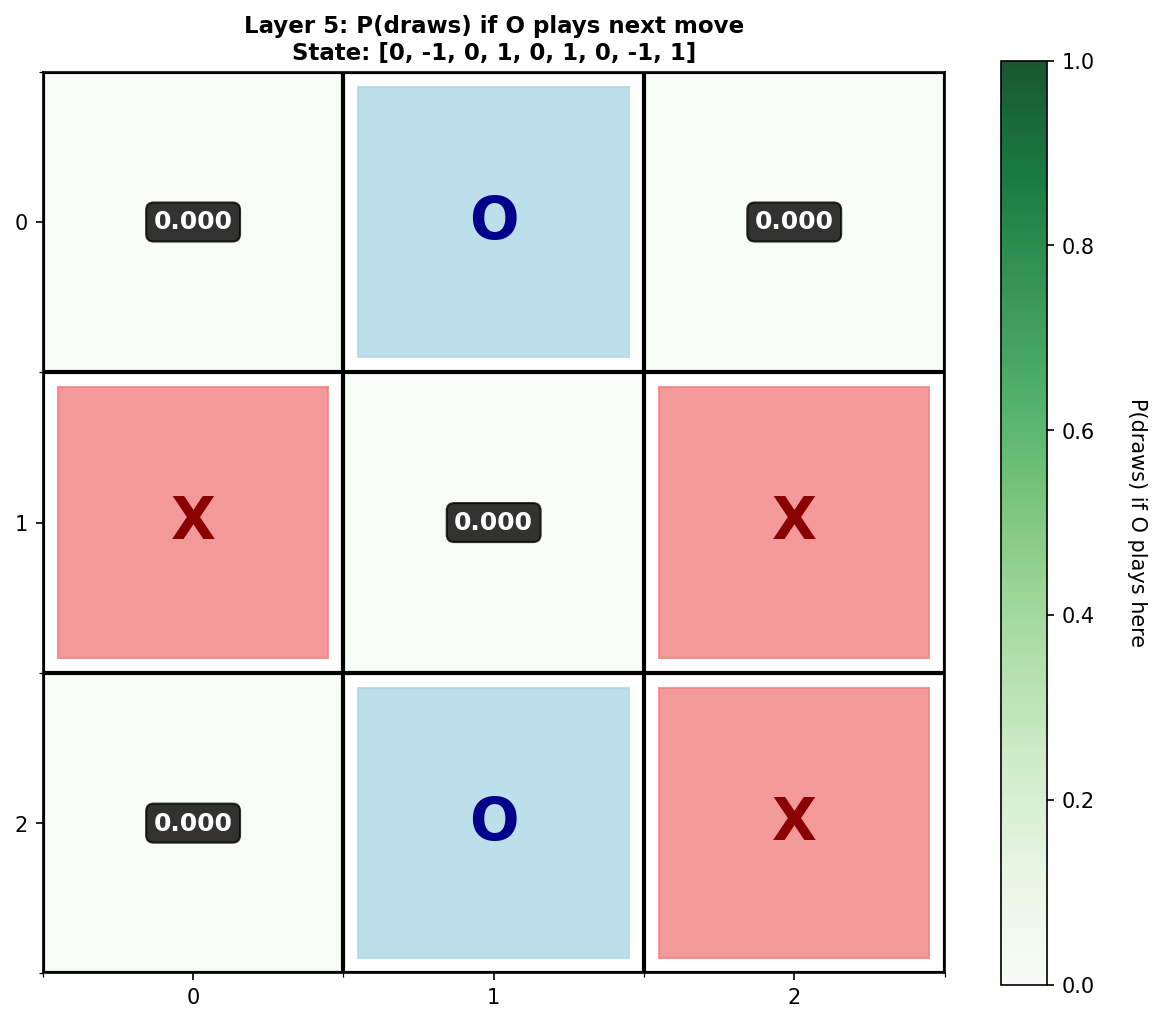 Layer 5: P(draws) if O plays next move
State: [0, -1, 0, 1, 0, 1, 0, -1, 1]
0.000 O 0.000
X 0.000 X
0.000 O X
0
1
2
0 1 2
1.0
0.8
0.6
0.4
0.2
0.0
P(draws) if O plays here